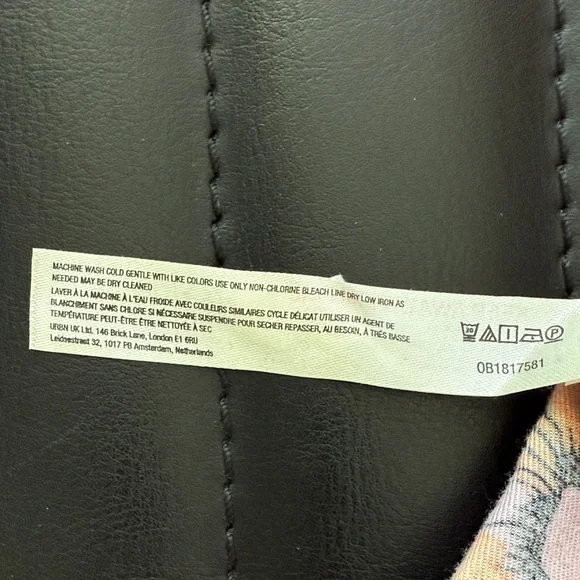 MACHINE WASH COLD GENTLE WITH LIKE COLORS USE ONLY NON-CHLORINE BLEACH LINE DRY LOW IRON AS
NEEDED MAY BE DRY CLEANED
LAVER À LA MACHINE À L'EAU FROIDE AVEC COULEURS SIMILAIRES CYCLE DÉLICAT UTILISER UN AGENT DE
BLANCHIMENT SANS CHLORE SI NÉCESSAIRE SUSPENDRE POUR SECHER REPASSER, AU BESOIN, À TRÈS BASSE
TEMPÉRATURE PEUT-ÊTRE ÊTRE NETTOYÉE À SEC
URBN UK Ltd. 146 Brick Lane, London E1 6RU
Leidsestraat 32, 1017 PB Amsterdam, Netherlands
30
P
OB1817581